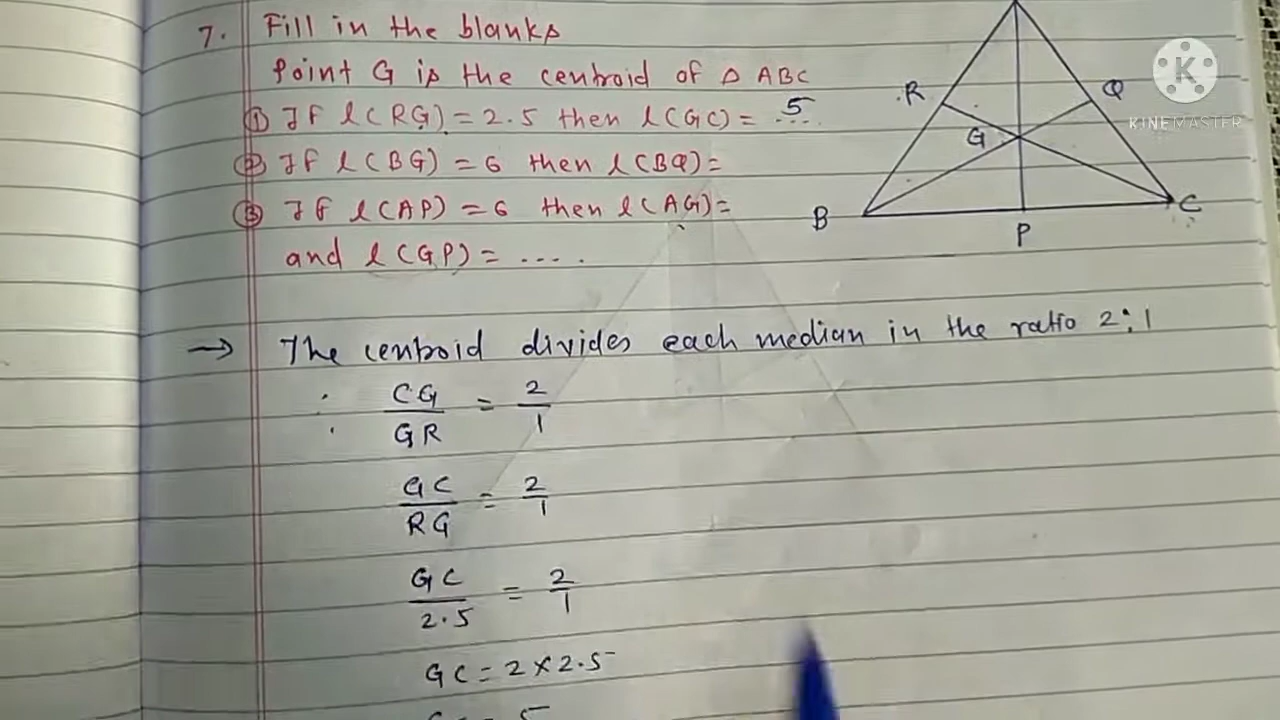 7. Fill in the blanks
Point G is the centroid of Δ ABC
① If l(RG) = 2.5 then l(GC) = ..5..
② If l(BG) = 6 then l(BQ) =
③ If l(AP) = 6 then l(AG) =
and l(GP) = ....
R
Q
G
B
P
C
K
KINEMASTER
→ The centroid divides each median in the ratio 2:1
∴ CG/GR = 2/1
GC/RG = 2/1
GC/2.5 = 2/1
GC = 2 × 2.5